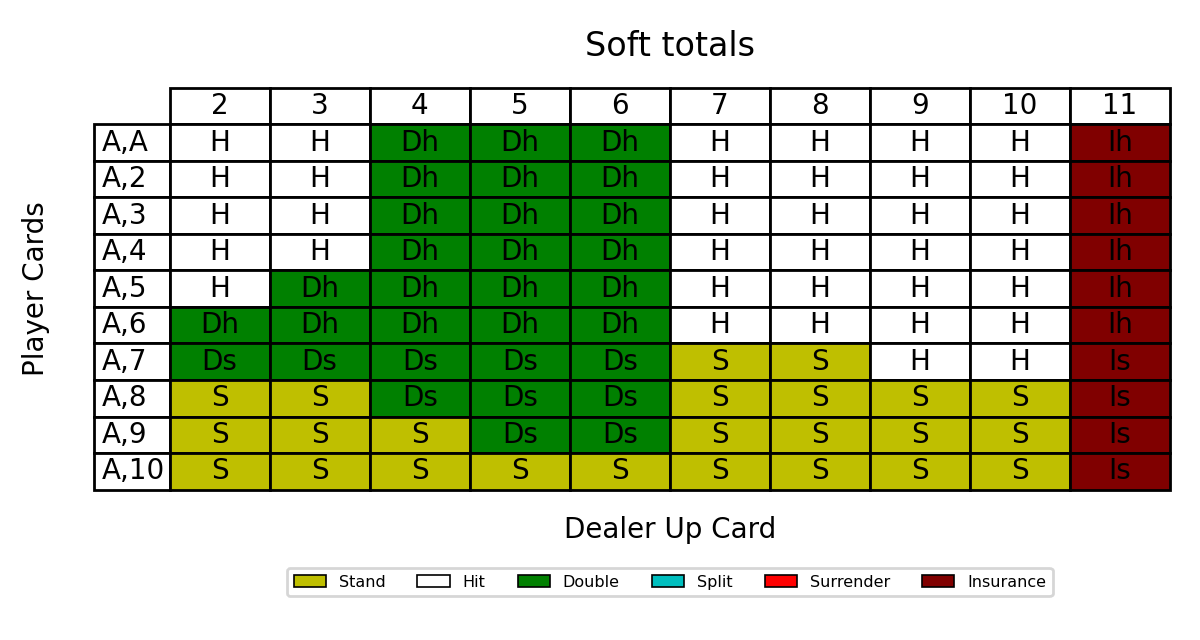 Soft totals
2 3 4 5 6 7 8 9 10 11
A,A H H Dh Dh Dh H H H H Ih
A,2 H H Dh Dh Dh H H H H Ih
A,3 H H Dh Dh Dh H H H H Ih
A,4 H H Dh Dh Dh H H H H Ih
A,5 H Dh Dh Dh Dh H H H H Ih
A,6 Dh Dh Dh Dh Dh H H H H Ih
A,7 Ds Ds Ds Ds Ds S S H H Is
A,8 S S Ds Ds Ds S S S S Is
A,9 S S S Ds Ds S S S S Is
A,10 S S S S S S S S S Is
Player Cards
Dealer Up Card
Stand Hit Double Split Surrender Insurance